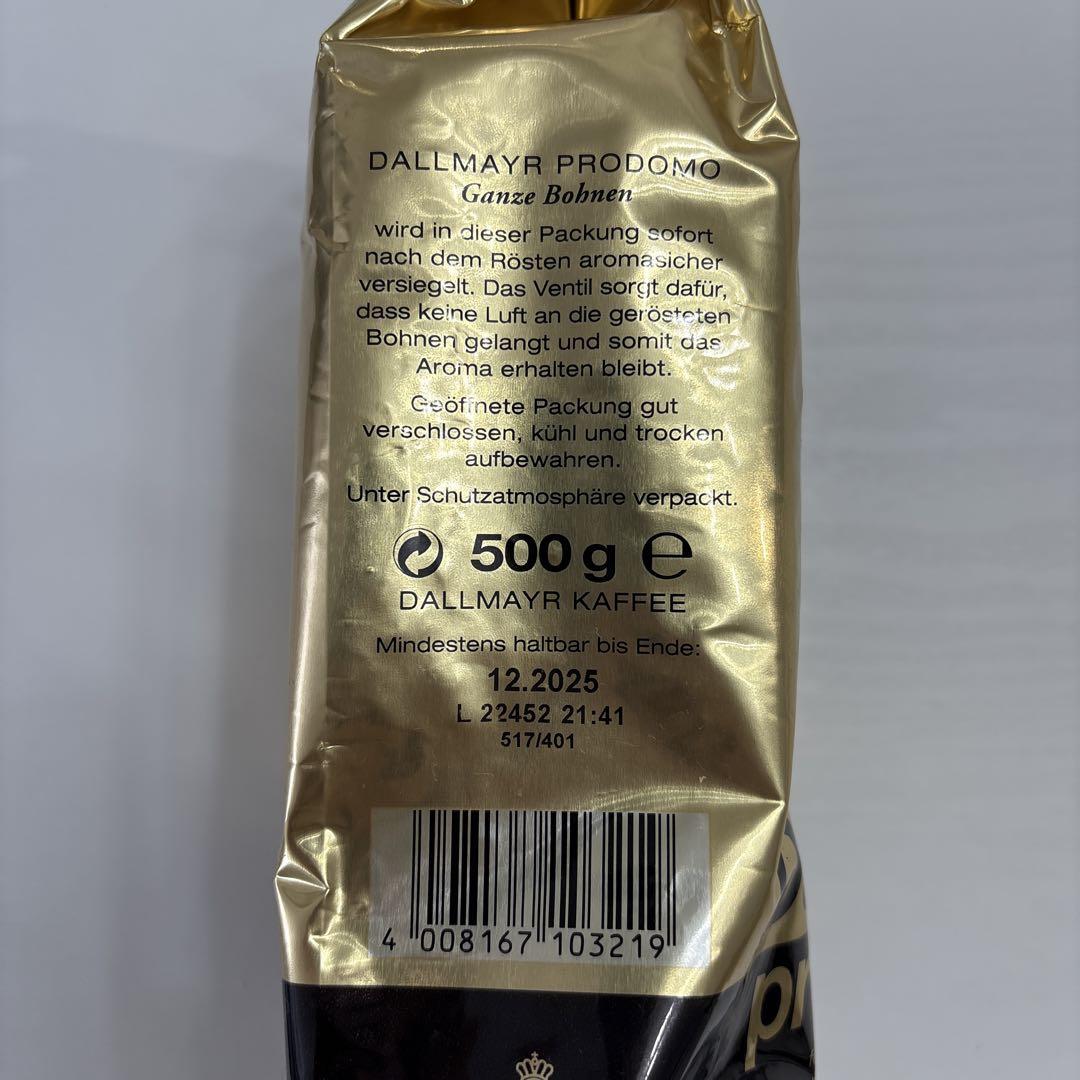 DALLMAYR PRODOMO
Ganze Bohnen
wird in dieser Packung sofort
nach dem Rösten aromasicher
versiegelt. Das Ventil sorgt dafür,
dass keine Luft an die gerösteten
Bohnen gelangt und somit das
Aroma erhalten bleibt.
Geöffnete Packung gut
verschlossen, kühl und trocken
aufbewahren.
Unter Schutzatmosphäre verpackt.
500 g ℮
DALLMAYR KAFFEE
Mindestens haltbar bis Ende:
12.2025
L 22452 21:41
517/401
4 008167 103219
pr